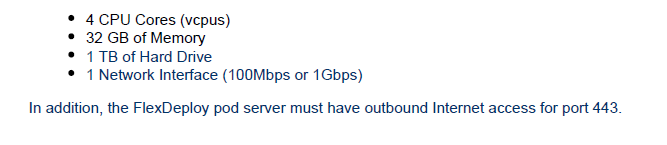 • 4 CPU Cores (vcpus)
• 32 GB of Memory
• 1 TB of Hard Drive
• 1 Network Interface (100Mbps or 1Gbps)
In addition, the FlexDeploy pod server must have outbound Internet access for port 443.